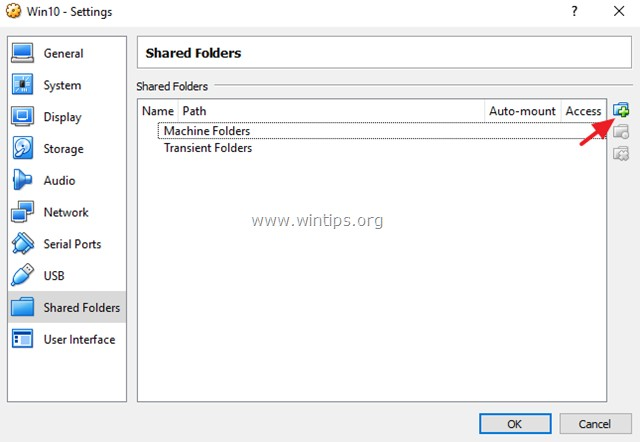 Win10 - Settings
?
General
System
Display
Storage
Audio
Network
Serial Ports
USB
Shared Folders
User Interface
Shared Folders
Shared Folders
Name Path Auto-mount Access
Machine Folders
Transient Folders
www.wintips.org
OK Cancel